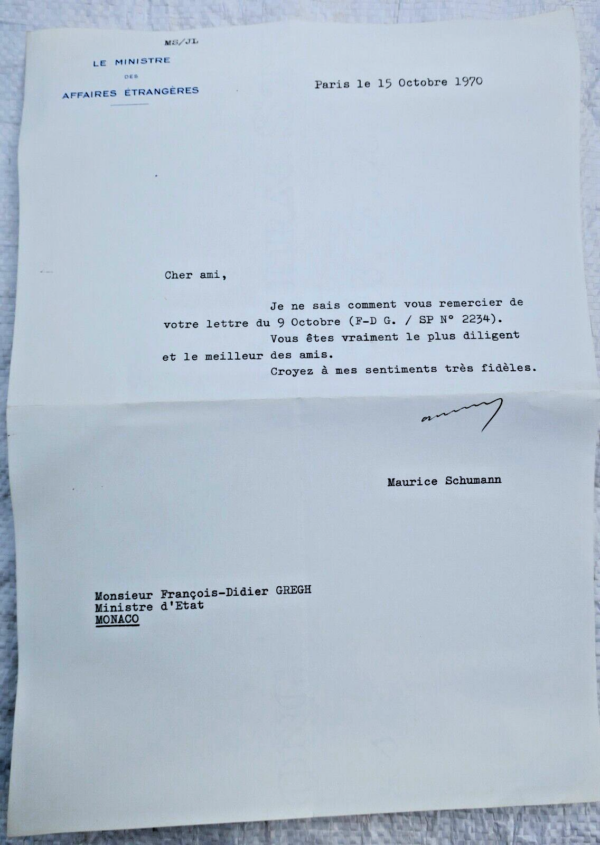 MS/JL
LE MINISTRE
DES
AFFAIRES ÉTRANGÈRES
Paris le 15 Octobre 1970
Cher ami,
Je ne sais comment vous remercier de
votre lettre du 9 Octobre (F-D G. / SP N° 2234).
Vous êtes vraiment le plus diligent
et le meilleur des amis.
Croyez à mes sentiments très fidèles.
Maurice Schumann
Monsieur François-Didier GREGH
Ministre d'Etat
MONACO